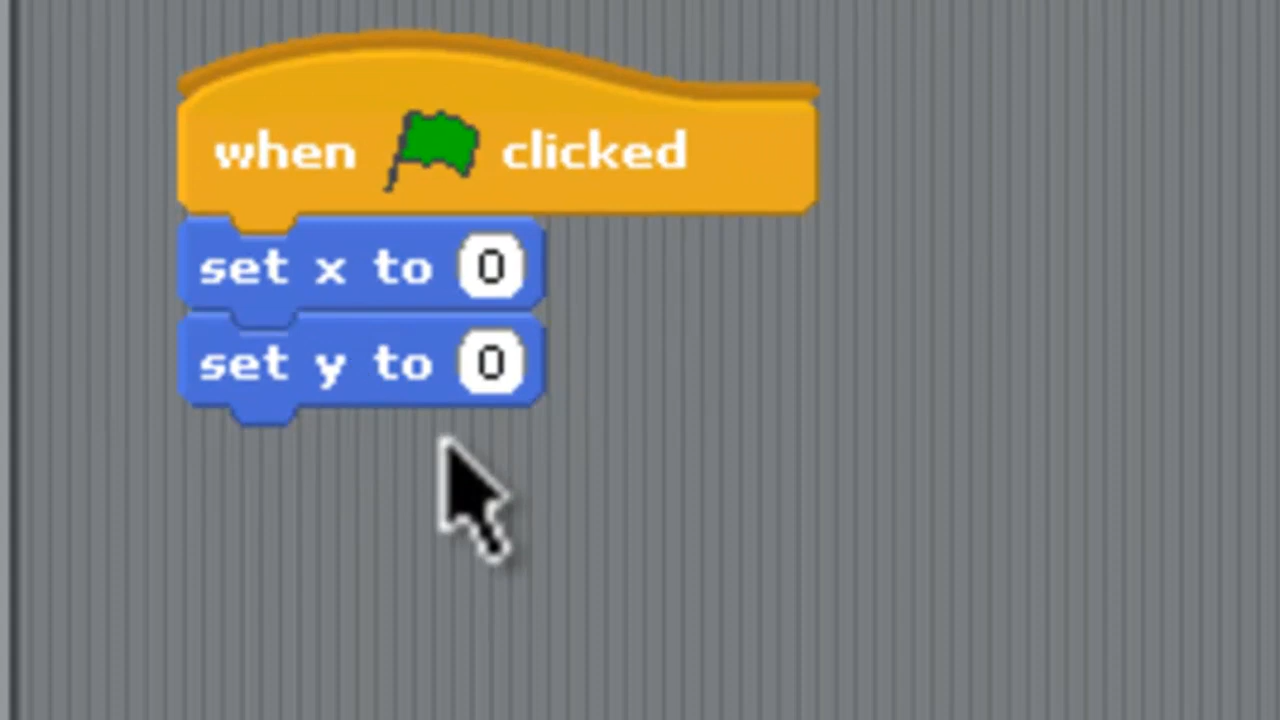 when clicked
set x to 0
set y to 0